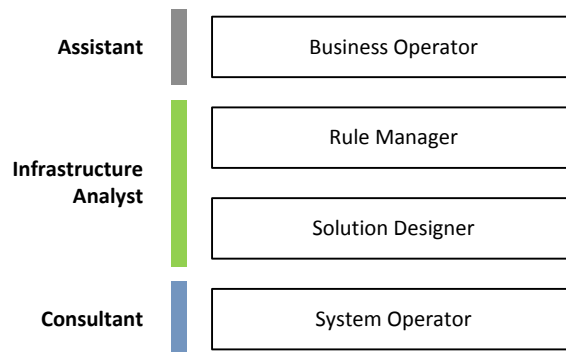 Assistant
Business Operator
Rule Manager
Infrastructure
Analyst
Solution Designer
Consultant
System Operator